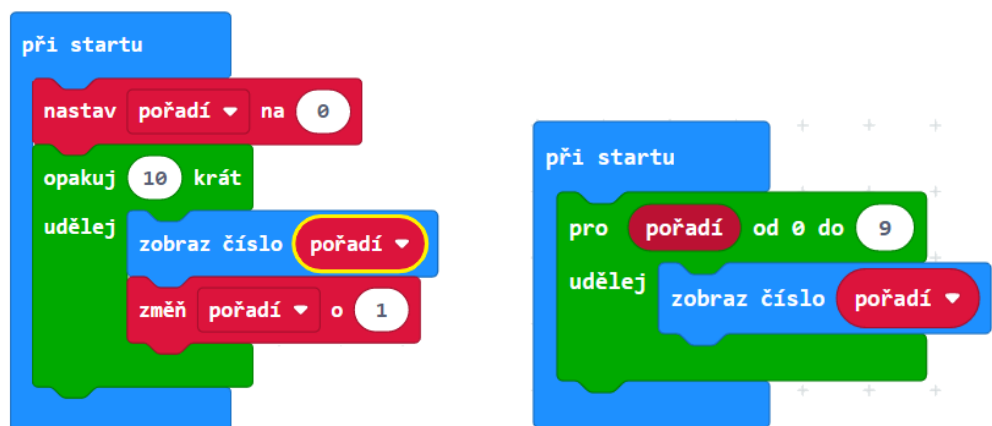 při startu
nastav pořadí na 0
opakuj 10 krát
udělej
zobraz číslo pořadí
změň pořadí o 1
při startu
pro pořadí od 0 do 9
udělej
zobraz číslo pořadí